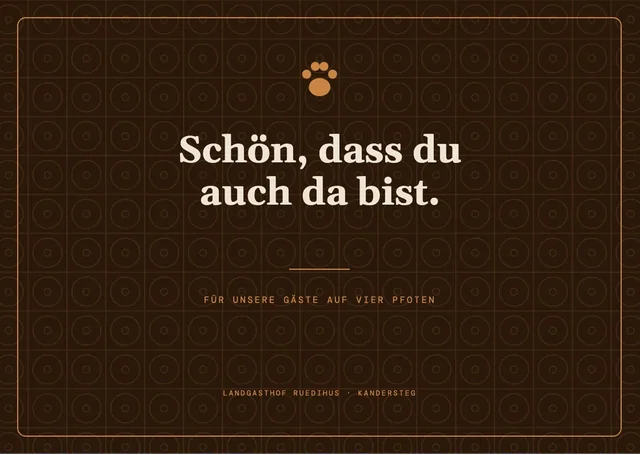 Schön, dass du
auch da bist.
FÜR UNSERE GÄSTE AUF VIER PFOTEN
LANDGASTHOF RUEDIHUS · KANDERSTEG